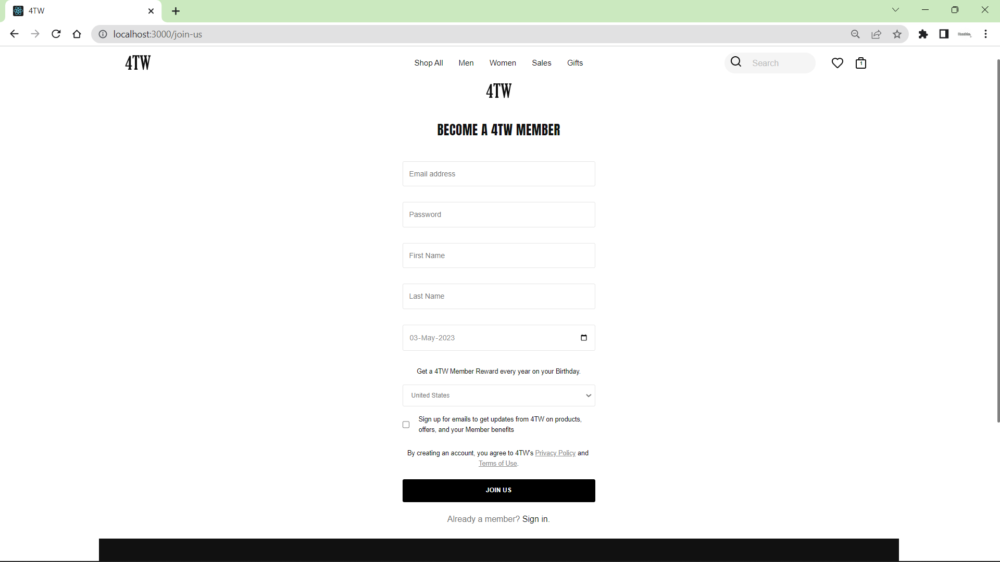 4TW
localhost:3000/join-us
4TW
Shop All
Men
Women
Sales
Gifts
Search
1
4TW
BECOME A 4TW MEMBER
Email address
Password
First Name
Last Name
03-May-2023
Get a 4TW Member Reward every year on your Birthday.
United States
Sign up for emails to get updates from 4TW on products,
offers, and your Member benefits
By creating an account, you agree to 4TW's Privacy Policy and
Terms of Use.
JOIN US
Already a member? Sign in.